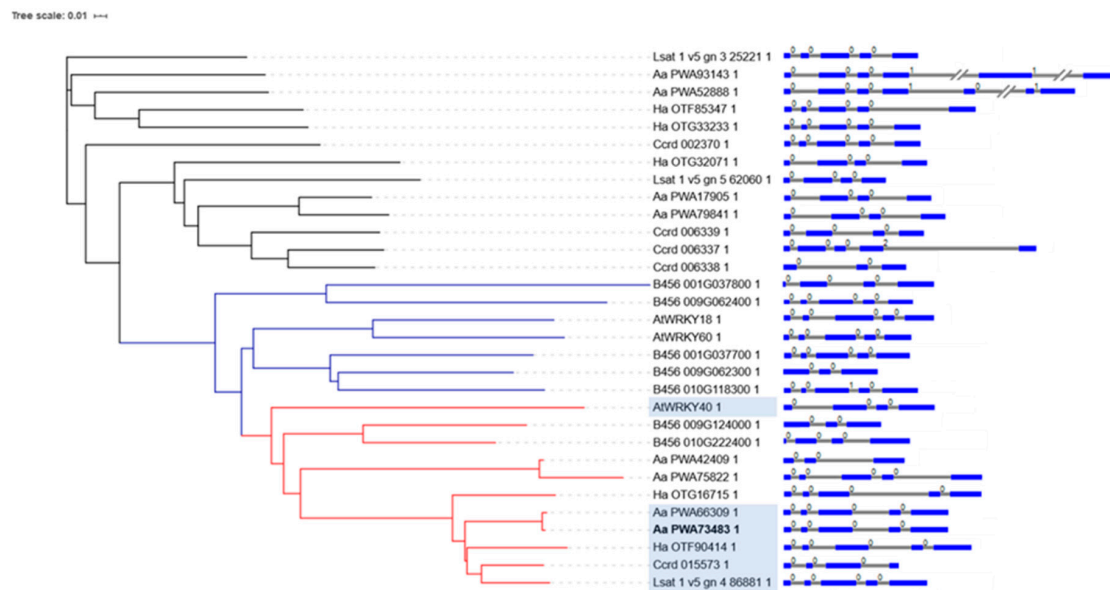 Tree scale: 0.01
Lsat 1 v5 gn 3 25221 1
Aa PWA93143 1
Aa PWA52888 1
Ha OTF85347 1
Ha OTG33233 1
Ccrd 002370 1
Ha OTG32071 1
Lsat 1 v5 gn 5 62060 1
Aa PWA17905 1
Aa PWA79841 1
Ccrd 006339 1
Ccrd 006337 1
Ccrd 006338 1
B456 001G037800 1
B456 009G062400 1
AtWRKY18 1
AtWRKY60 1
B456 001G037700 1
B456 009G062300 1
B456 010G118300 1
AtWRKY40 1
B456 009G124000 1
B456 010G222400 1
Aa PWA42409 1
Aa PWA75822 1
Ha OTG16715 1
Aa PWA66309 1
Aa PWA73483 1
Ha OTF90414 1
Ccrd 015573 1
Lsat 1 v5 gn 4 86881 1